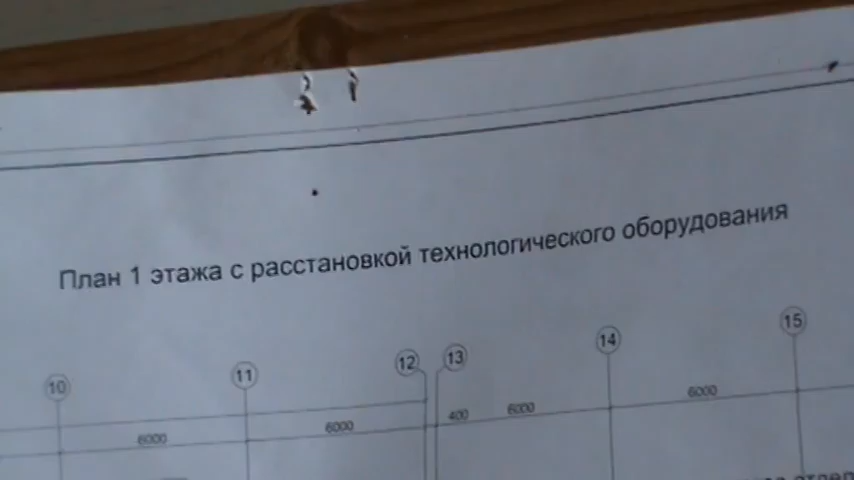 План 1 этажа с расстановкой технологического оборудования
10 11 12 13 14 15
6000 6000 400 6000 6000